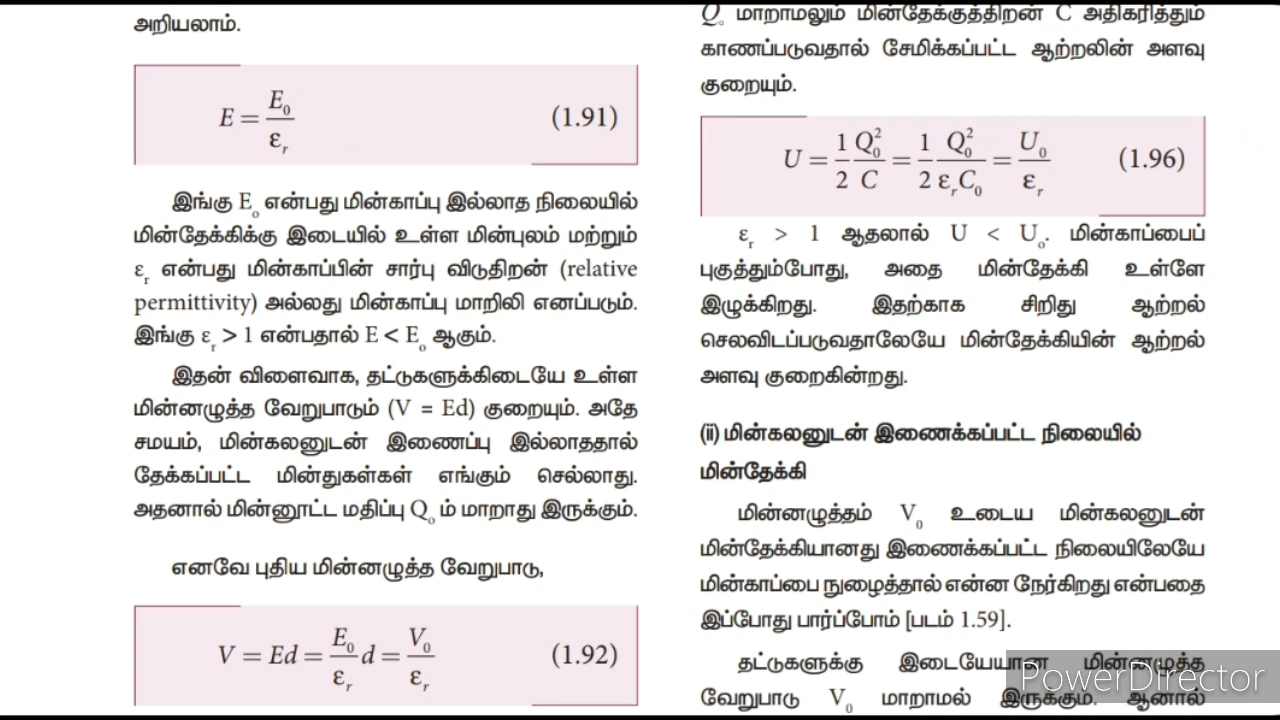 அறியலாம்.
E = E₀/εᵣ (1.91)
இங்கு Eₒ என்பது மின்காப்பு இல்லாத நிலையில்
மின்தேக்கிக்கு இடையில் உள்ள மின்புலம் மற்றும்
εᵣ என்பது மின்காப்பின் சார்பு விடுதிறன் (relative
permittivity) அல்லது மின்காப்பு மாறிலி எனப்படும்.
இங்கு εᵣ > 1 என்பதால் E < Eₒ ஆகும்.
இதன் விளைவாக, தட்டுகளுக்கிடையே உள்ள
மின்னழுத்த வேறுபாடும் (V = Ed) குறையும். அதே
சமயம், மின்கலனுடன் இணைப்பு இல்லாததால்
தேக்கப்பட்ட மின்துகள்கள் எங்கும் செல்லாது.
அதனால் மின்னூட்ட மதிப்பு Qₒ ம் மாறாது இருக்கும்.
எனவே புதிய மின்னழுத்த வேறுபாடு,
V = Ed = E₀/εᵣ d = V₀/εᵣ (1.92)
Qₒ மாறாமலும் மின்தேக்குத்திறன் C அதிகரித்தும்
காணப்படுவதால் சேமிக்கப்பட்ட ஆற்றலின் அளவு
குறையும்.
U = 1/2 Q₀²/C = 1/2 Q₀²/εᵣC₀ = U₀/εᵣ (1.96)
εᵣ > 1 ஆதலால் U < Uₒ. மின்காப்பைப்
புகுத்தும்போது, அதை மின்தேக்கி உள்ளே
இழுக்கிறது. இதற்காக சிறிது ஆற்றல்
செலவிடப்படுவதாலேயே மின்தேக்கியின் ஆற்றல்
அளவு குறைகின்றது.
(ii) மின்கலனுடன் இணைக்கப்பட்ட நிலையில்
மின்தேக்கி
மின்னழுத்தம் V₀ உடைய மின்கலனுடன்
மின்தேக்கியானது இணைக்கப்பட்ட நிலையிலேயே
மின்காப்பை நுழைத்தால் என்ன நேர்கிறது என்பதை
இப்போது பார்ப்போம் [படம் 1.59].
தட்டுகளுக்கு இடையேயான மின்னழுத்த
வேறுபாடு V₀ மாறாமல் இருக்கும். ஆனால்
PowerDirector